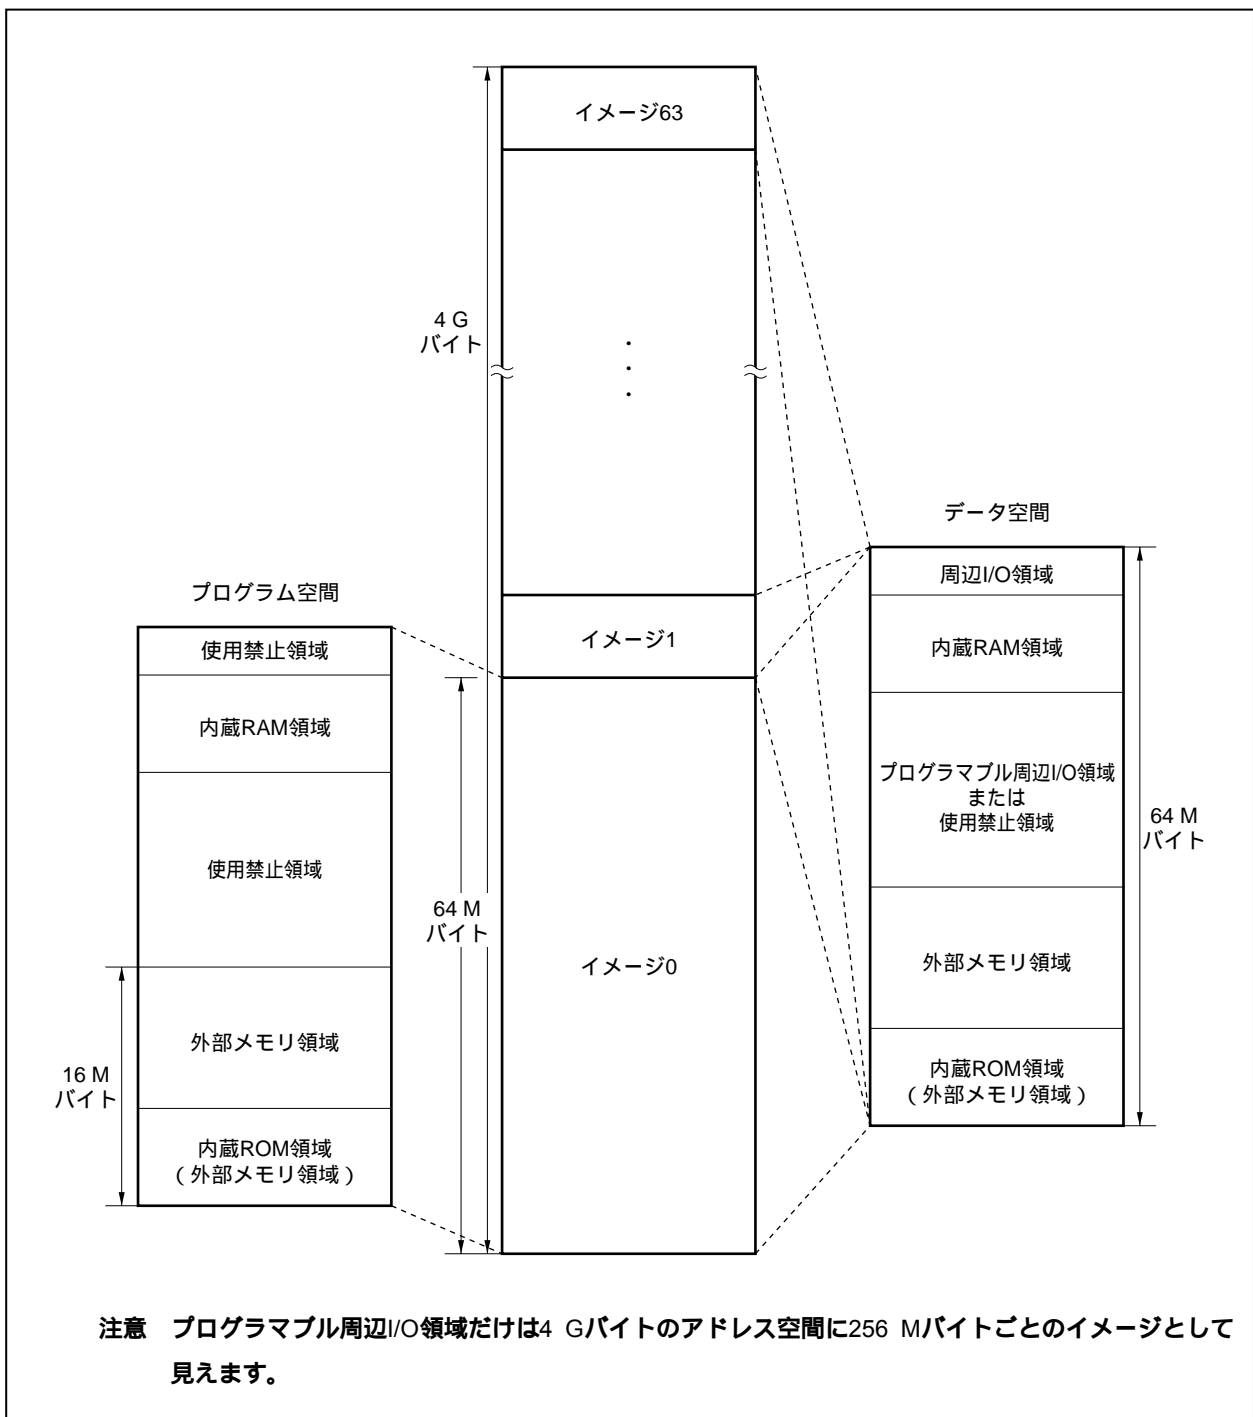 イメージ63
4 G
バイト
・
・
・
データ空間
周辺I/O領域
プログラム空間
使用禁止領域
イメージ1
内蔵RAM領域
内蔵RAM領域
プログラマブル周辺I/O領域
または
使用禁止領域
64 M
バイト
使用禁止領域
64 M
バイト
イメージ0
外部メモリ領域
外部メモリ領域
16 M
バイト
内蔵ROM領域
(外部メモリ領域)
内蔵ROM領域
(外部メモリ領域)
注意 プログラマブル周辺I/O領域だけは4 Gバイトのアドレス空間に256 Mバイトごとのイメージとして
見えます。